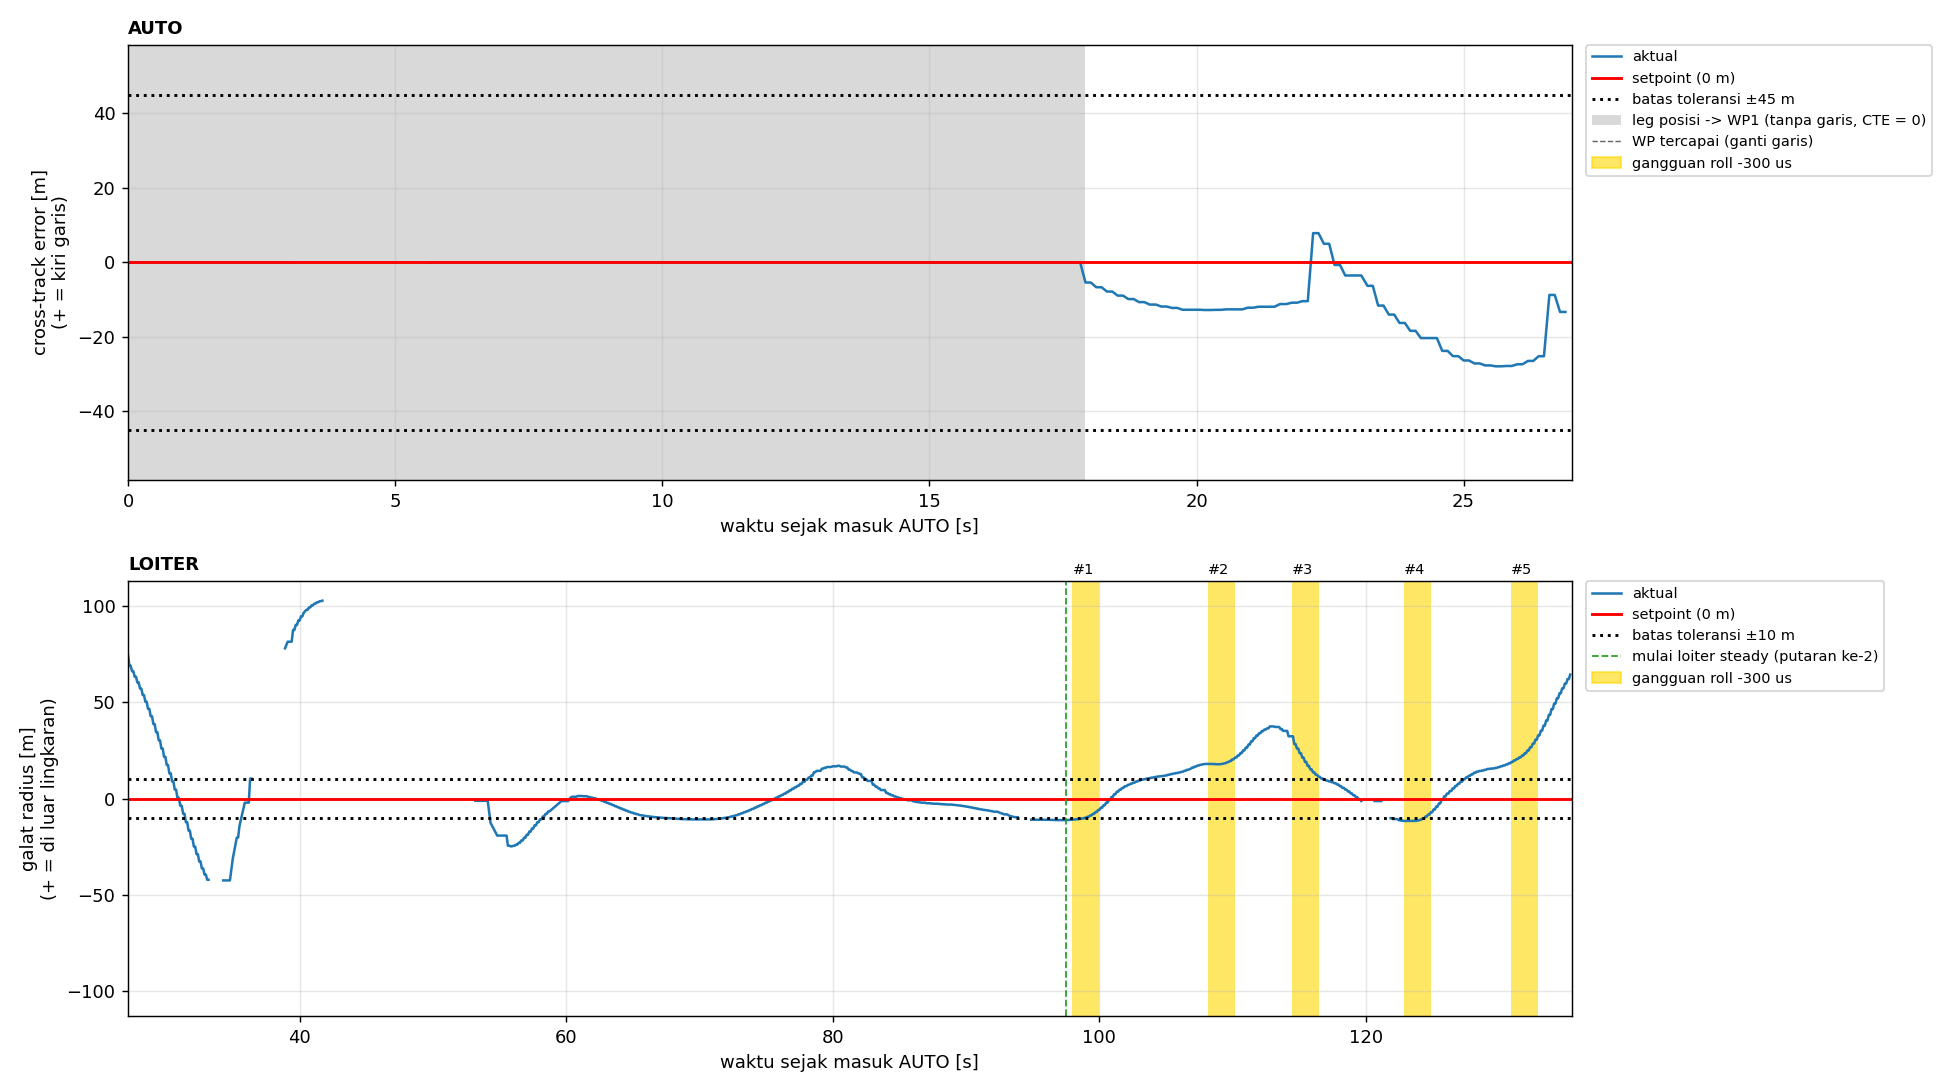 AUTO
cross-track error [m]
(+ = kiri garis)
40
20
0
−20
−40
0
5
10
15
20
25
waktu sejak masuk AUTO [s]
aktual
setpoint (0 m)
batas toleransi ±45 m
leg posisi -> WP1 (tanpa garis, CTE = 0)
WP tercapai (ganti garis)
gangguan roll -300 us
LOITER
#1
#2
#3
#4
#5
galat radius [m]
(+ = di luar lingkaran)
100
50
0
−50
−100
40
60
80
100
120
waktu sejak masuk AUTO [s]
aktual
setpoint (0 m)
batas toleransi ±10 m
mulai loiter steady (putaran ke-2)
gangguan roll -300 us